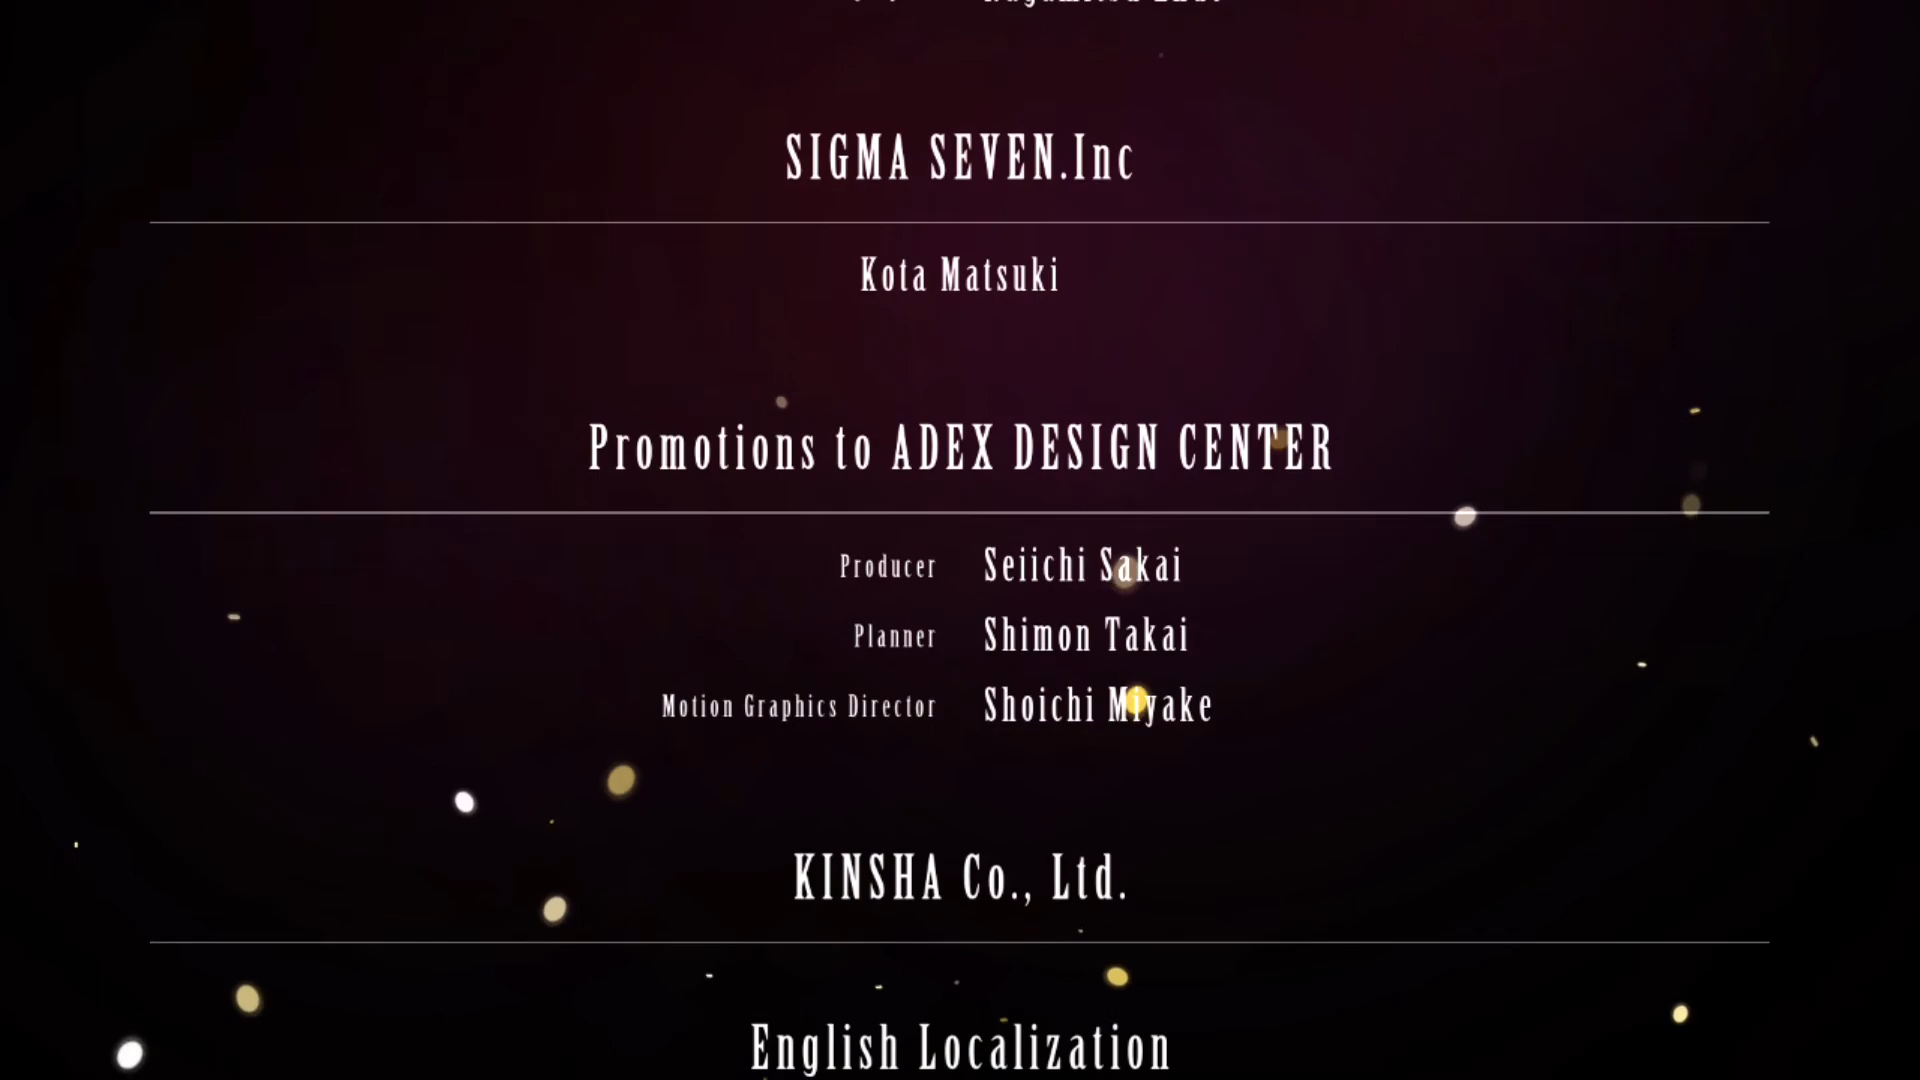 SIGMA SEVEN.Inc
Kota Matsuki
Promotions to ADEX DESIGN CENTER
Producer Seiichi Sakai
Planner Shimon Takai
Motion Graphics Director Shoichi Miyake
KINSHA Co., Ltd.
English Localization